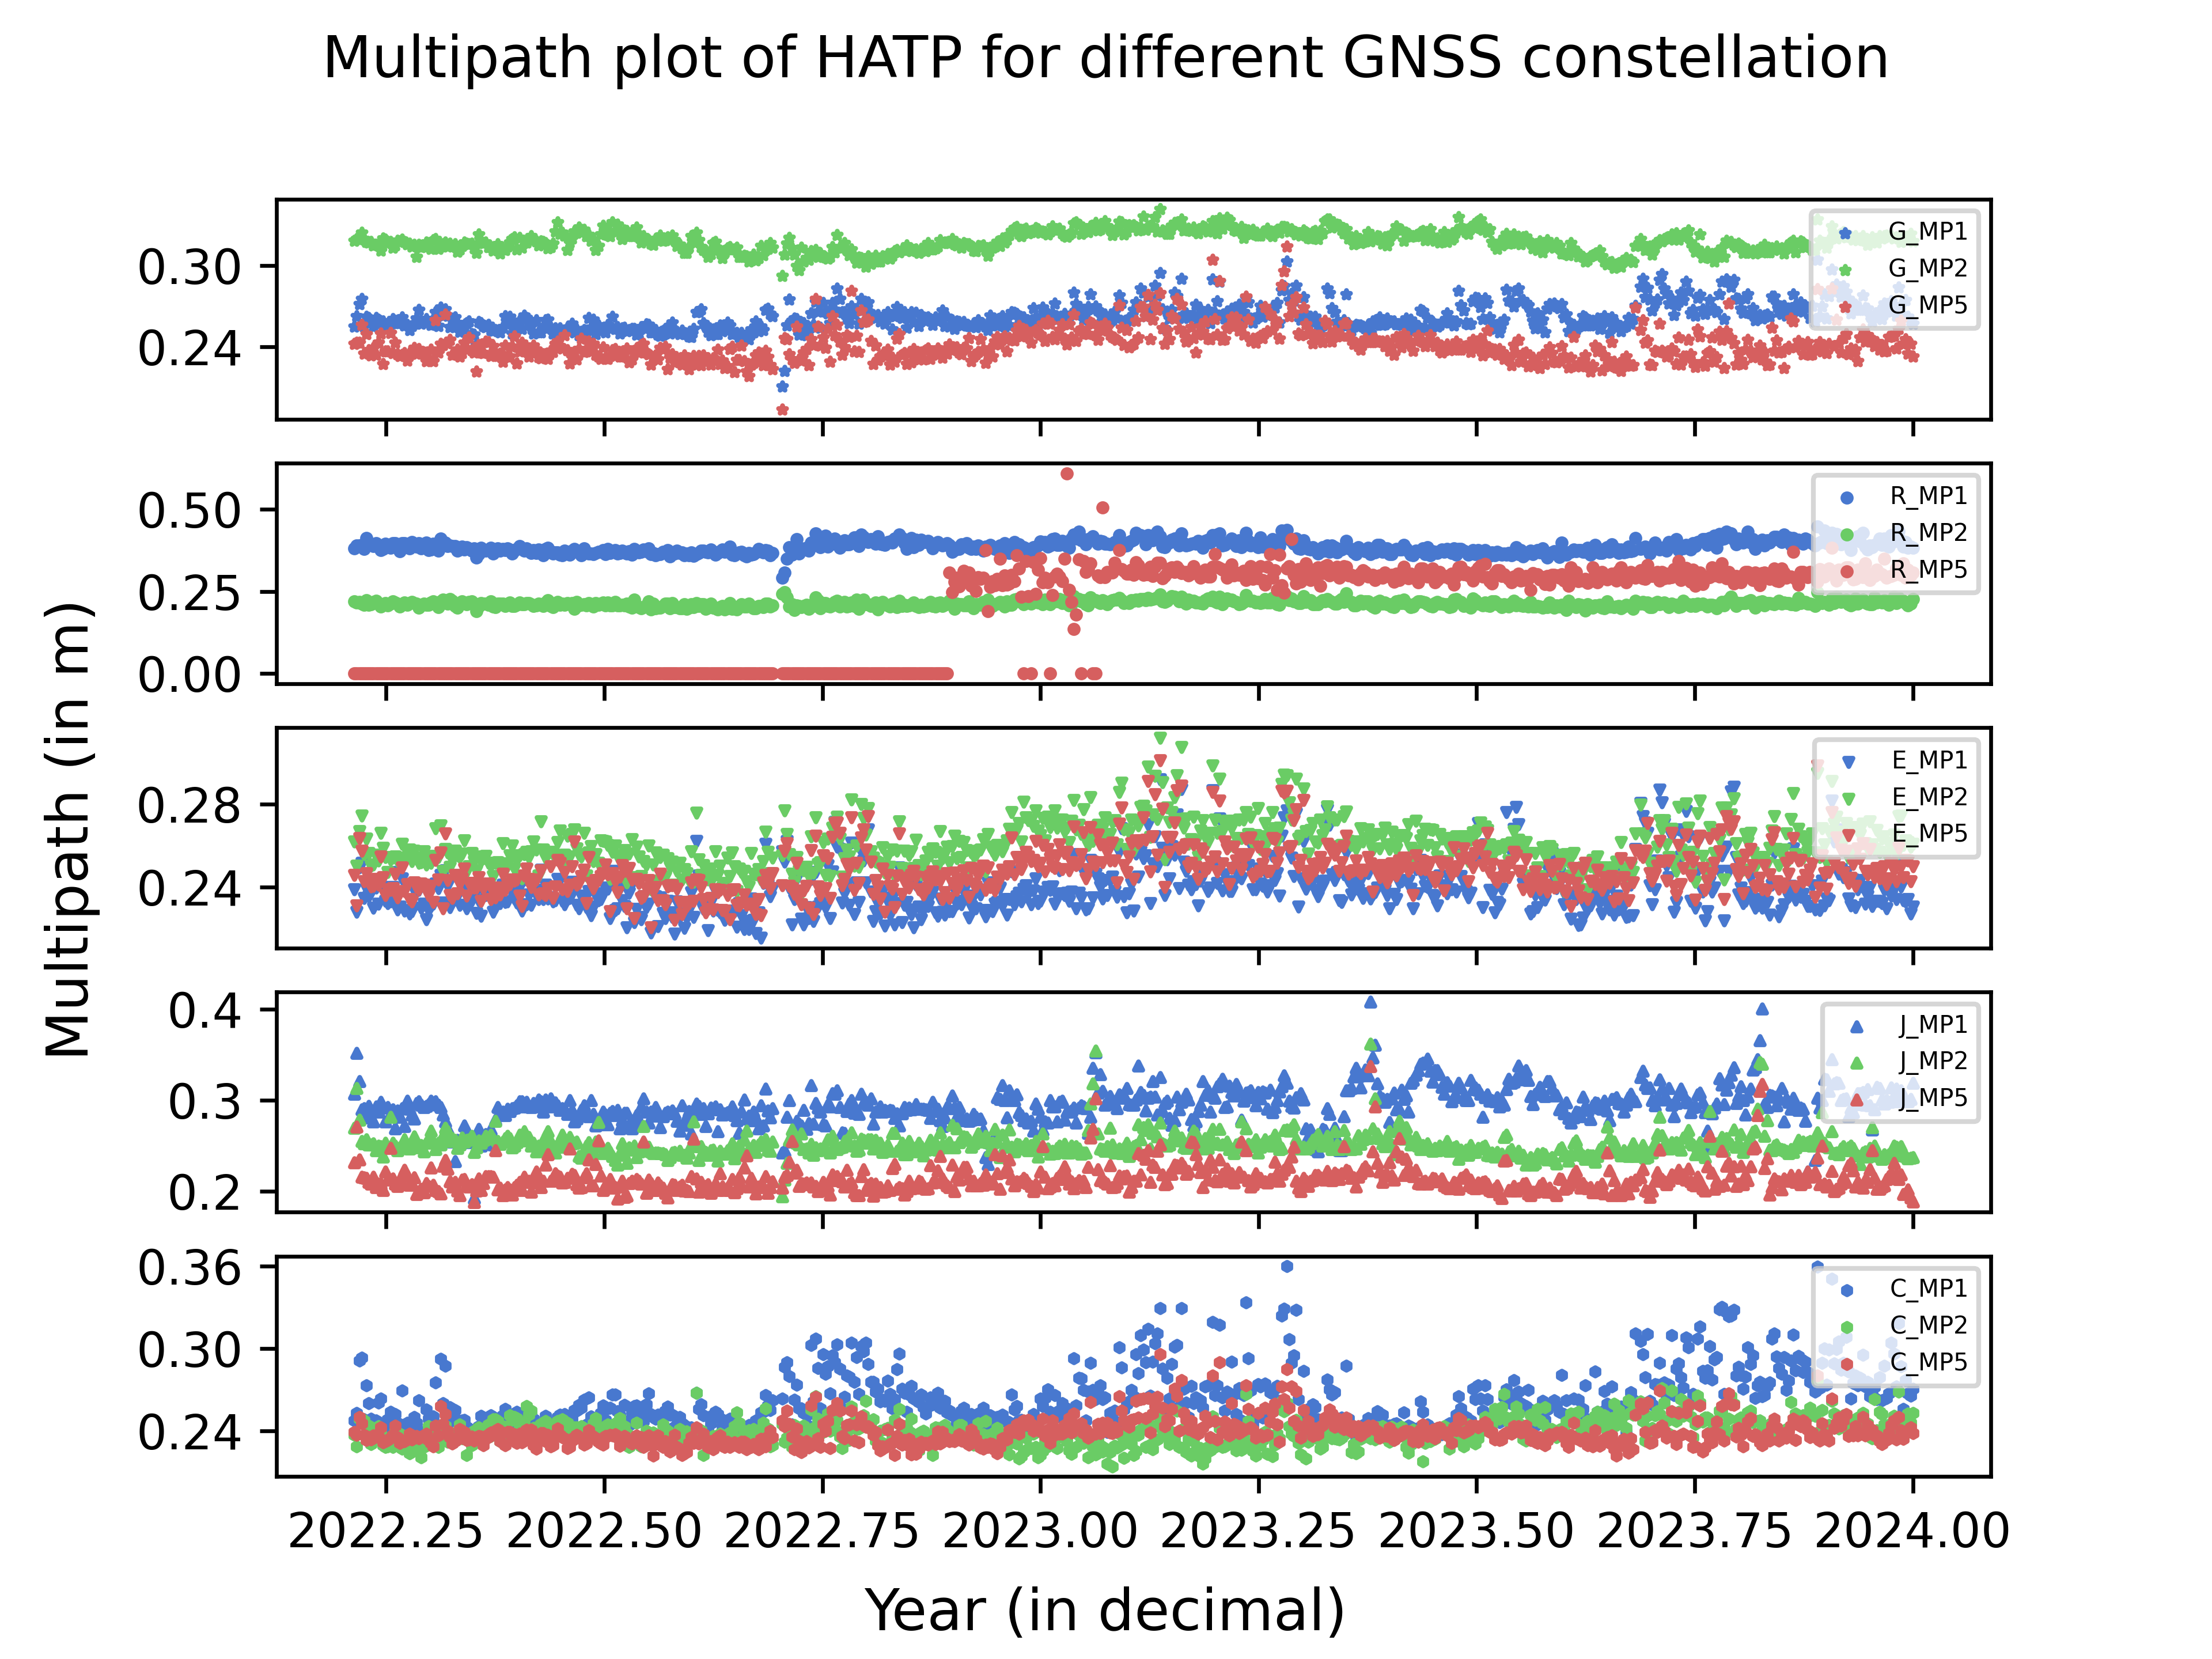 Multipath plot of HATP for different GNSS constellation
Multipath (in m)
0.30
0.24
G_MP1
G_MP2
G_MP5
0.50
0.25
0.00
R_MP1
R_MP2
R_MP5
0.28
0.24
E_MP1
E_MP2
E_MP5
0.4
0.3
0.2
J_MP1
J_MP2
J_MP5
0.36
0.30
0.24
C_MP1
C_MP2
C_MP5
2022.25 2022.50 2022.75 2023.00 2023.25 2023.50 2023.75 2024.00
Year (in decimal)